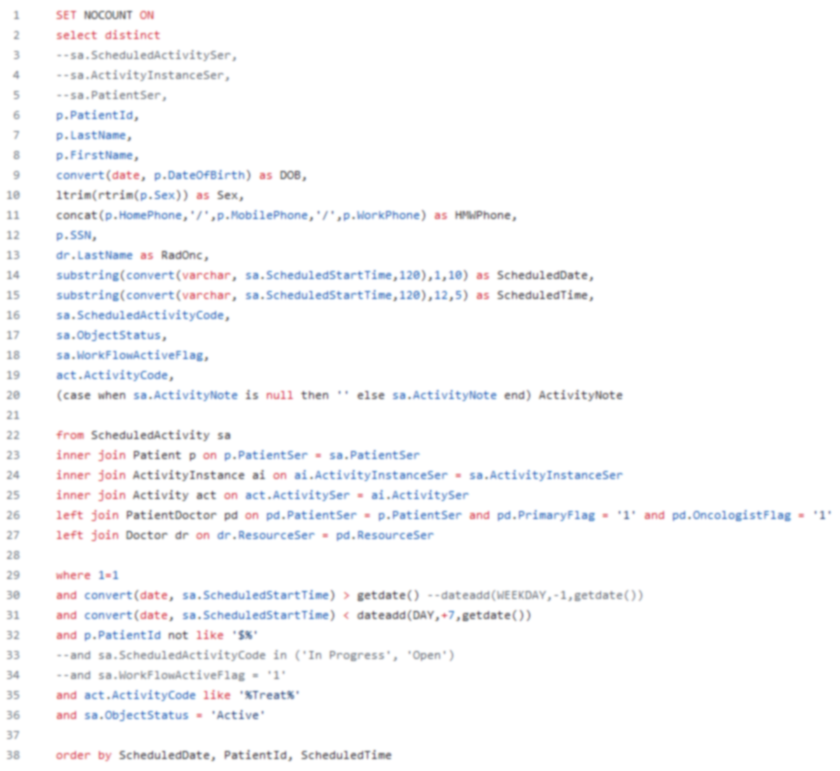 1 SET NOCOUNT ON
2 select distinct
3 --sa.ScheduledActivitySer,
4 --sa.ActivityInstanceSer,
5 --sa.PatientSer,
6 p.PatientId,
7 p.LastName,
8 p.FirstName,
9 convert(date, p.DateOfBirth) as DOB,
10 ltrim(rtrim(p.Sex)) as Sex,
11 concat(p.HomePhone,'/',p.MobilePhone,'/',p.WorkPhone) as HMWPhone,
12 p.SSN,
13 dr.LastName as RadOnc,
14 substring(convert(varchar, sa.ScheduledStartTime,120),1,10) as ScheduledDate,
15 substring(convert(varchar, sa.ScheduledStartTime,120),12,5) as ScheduledTime,
16 sa.ScheduledActivityCode,
17 sa.ObjectStatus,
18 sa.WorkFlowActiveFlag,
19 act.ActivityCode,
20 (case when sa.ActivityNote is null then '' else sa.ActivityNote end) ActivityNote
21
22 from ScheduledActivity sa
23 inner join Patient p on p.PatientSer = sa.PatientSer
24 inner join ActivityInstance ai on ai.ActivityInstanceSer = sa.ActivityInstanceSer
25 inner join Activity act on act.ActivitySer = ai.ActivitySer
26 left join PatientDoctor pd on pd.PatientSer = p.PatientSer and pd.PrimaryFlag = '1' and pd.OncologistFlag = '1'
27 left join Doctor dr on dr.ResourceSer = pd.ResourceSer
28
29 where 1=1
30 and convert(date, sa.ScheduledStartTime) > getdate() --dateadd(WEEKDAY,-1,getdate())
31 and convert(date, sa.ScheduledStartTime) < dateadd(DAY,+7,getdate())
32 and p.PatientId not like '$%'
33 --and sa.ScheduledActivityCode in ('In Progress', 'Open')
34 --and sa.WorkFlowActiveFlag = '1'
35 and act.ActivityCode like '%Treat%'
36 and sa.ObjectStatus = 'Active'
37
38 order by ScheduledDate, PatientId, ScheduledTime